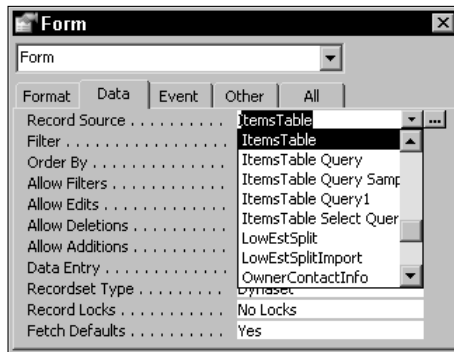 Form
Form
Format Data Event Other All
Record Source . . . . . . . . . . ItemsTable
Filter . . . . . . . . . . . . . . . . . . ItemsTable
Order By . . . . . . . . . . . . . . . ItemsTable Query
Allow Filters . . . . . . . . . . . . . ItemsTable Query Samp
Allow Edits . . . . . . . . . . . . . . ItemsTable Query1
Allow Deletions . . . . . . . . . . ItemsTable Select Quer
Allow Additions . . . . . . . . . . LowEstSplit
Data Entry . . . . . . . . . . . . . LowEstSplitImport
OwnerContactInfo
Recordset Type . . . . . . . . . Dynaset
Record Locks . . . . . . . . . . . No Locks
Fetch Defaults . . . . . . . . . . Yes